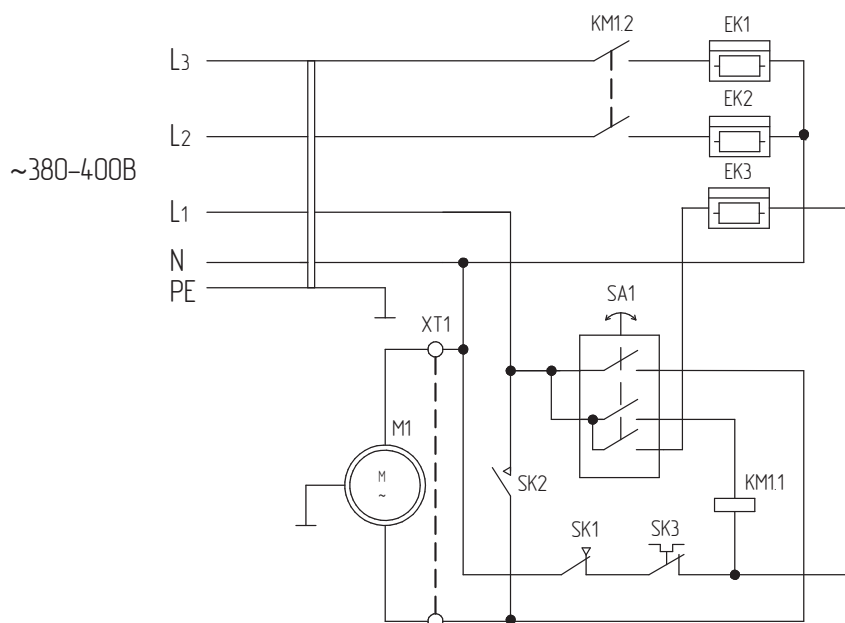 KM1.2
EK1
L3
EK2
L2
~380-400В
EK3
L1
N
PE
SA1
XT1
M1
M
~
SK2
KM1.1
SK1
SK3